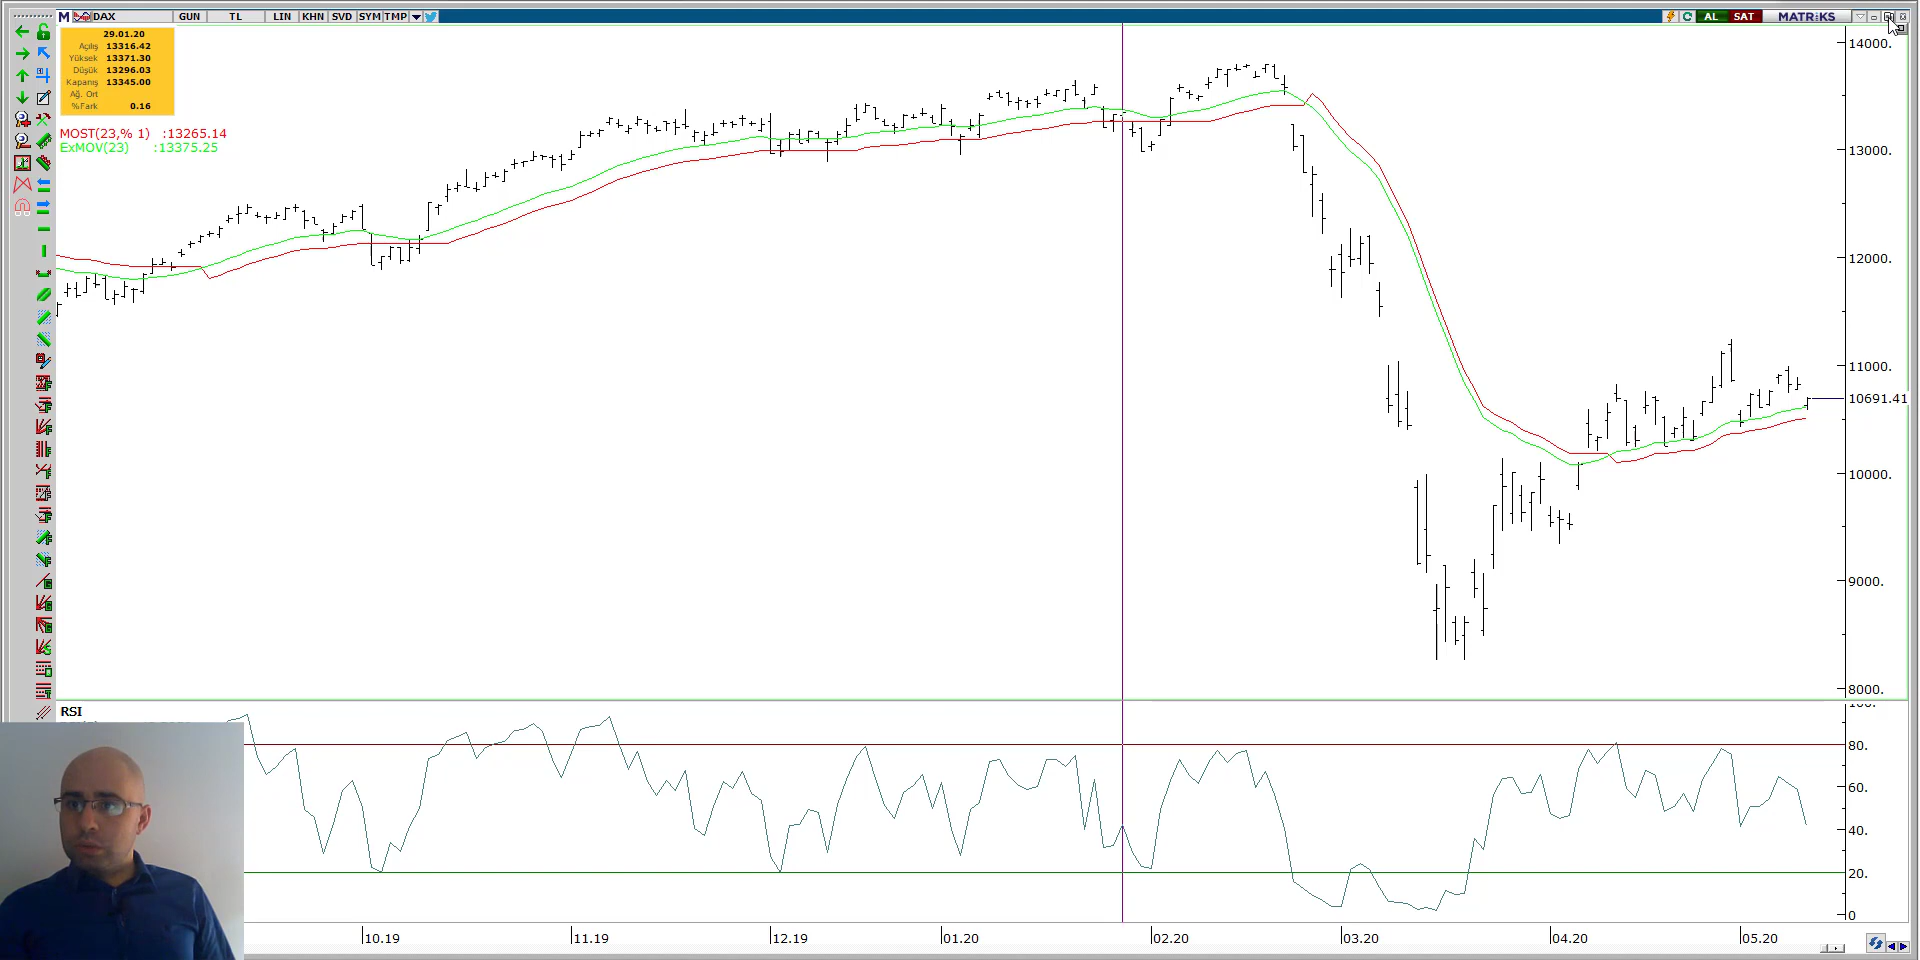 M DAX GUN TL LIN KHN SVD SYM TMP AL SAT MATRiKS
29.01.20
Açılış 13316.42
Yüksek 13371.30
Düşük 13296.03
Kapanış 13345.00
Ağ. Ort
%Fark 0.16
MOST(23,% 1) :13265.14
ExMOV(23) :13375.25
14000.
13000.
12000.
11000.
10691.41
10000.
9000.
8000.
RSI
100.
80.
60.
40.
20.
0
10.19 11.19 12.19 01.20 02.20 03.20 04.20 05.20